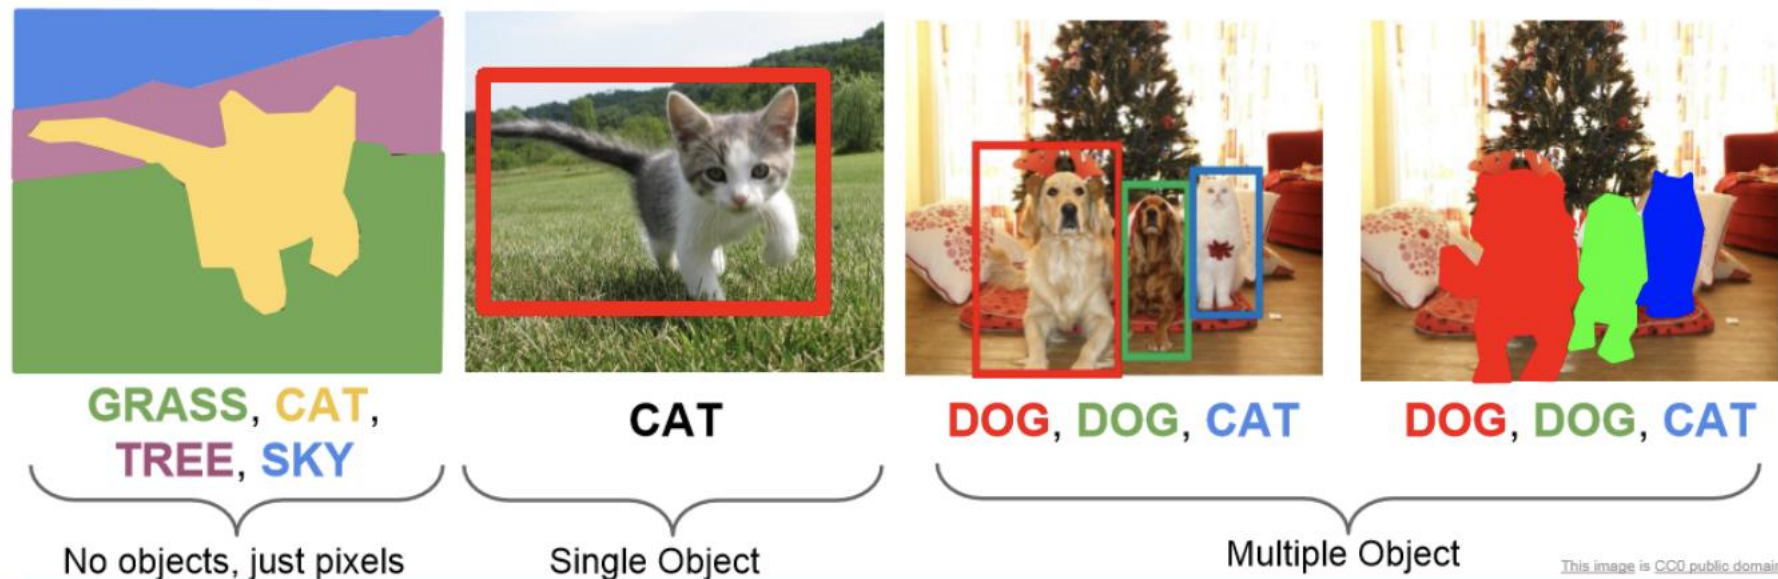 GRASS, CAT,
TREE, SKY
No objects, just pixels
CAT
Single Object
DOG, DOG, CAT
DOG, DOG, CAT
Multiple Object
This image is CC0 public domain